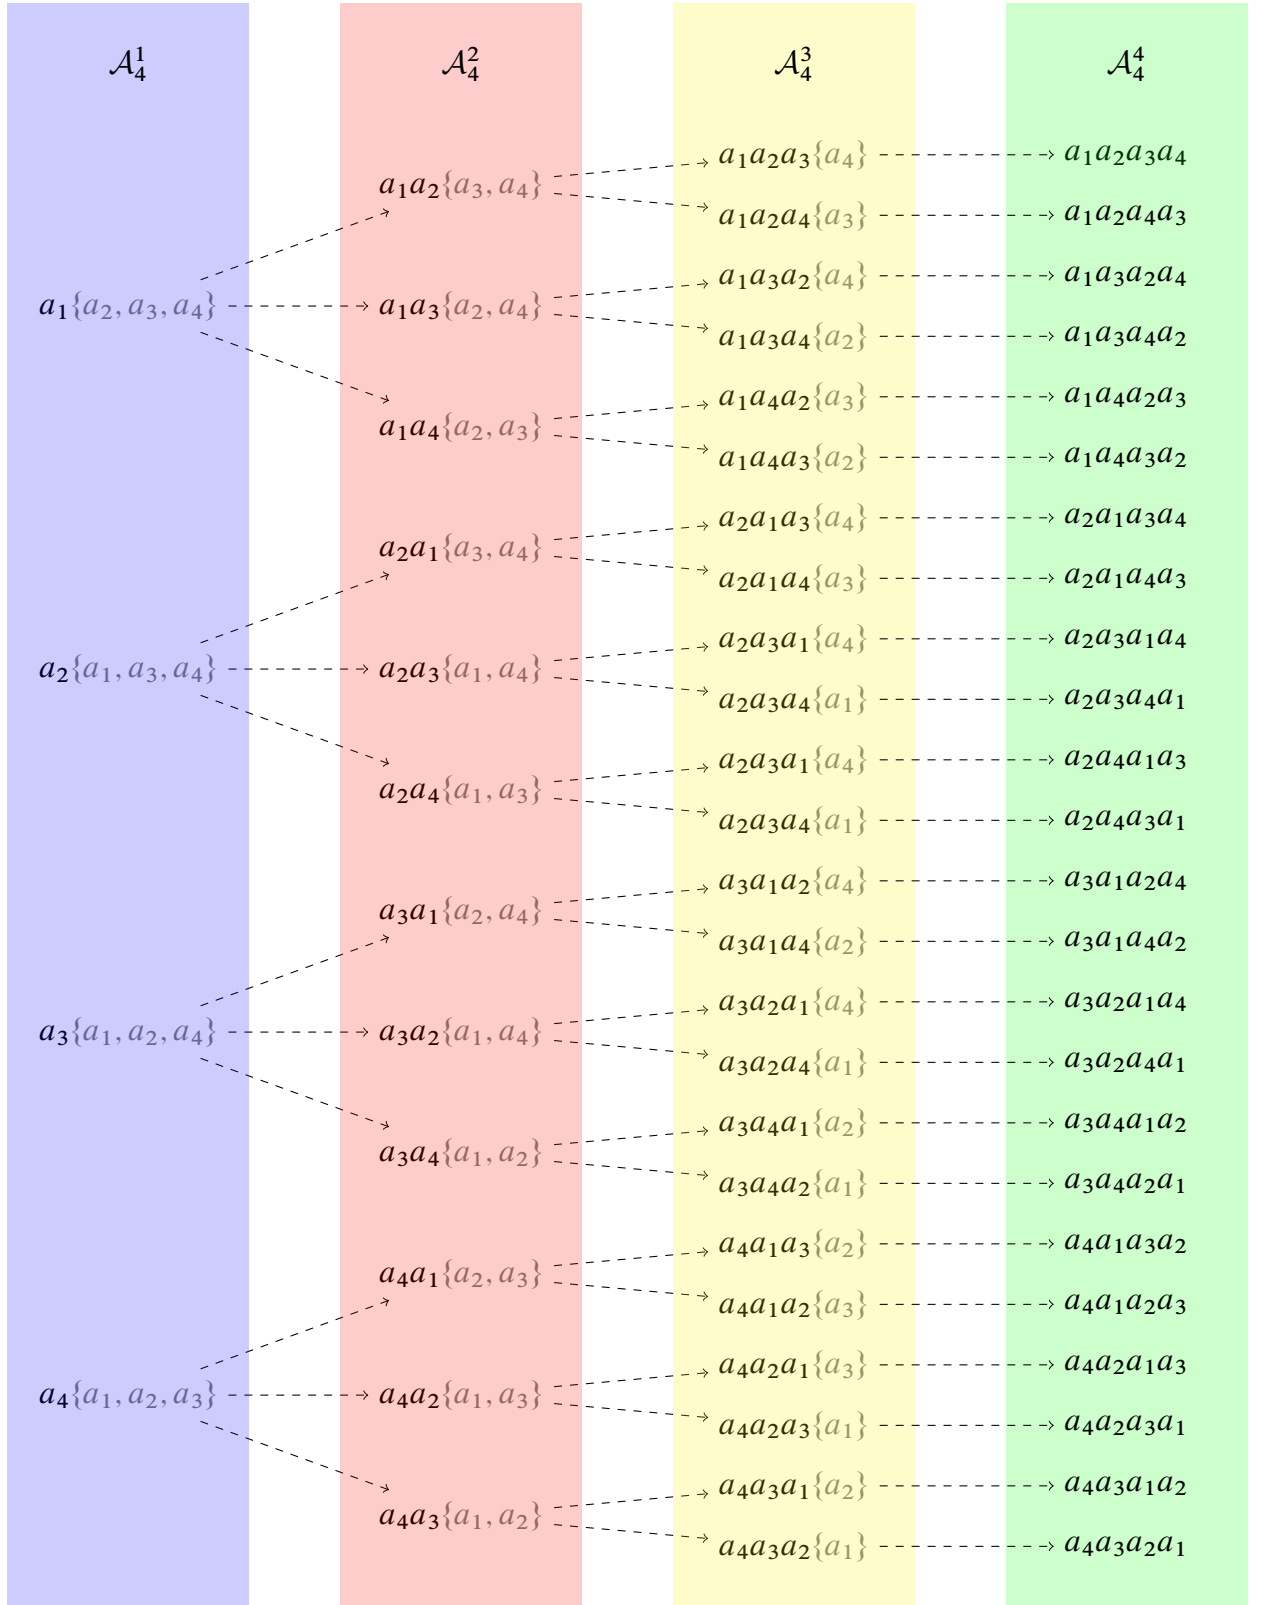 𝒜₄¹ 𝒜₄² 𝒜₄³ 𝒜₄⁴
a₁a₂a₃{a₄} a₁a₂a₃a₄
a₁a₂{a₃, a₄}
a₁a₂a₄{a₃} a₁a₂a₄a₃
a₁a₃a₂{a₄} a₁a₃a₂a₄
a₁{a₂, a₃, a₄} a₁a₃{a₂, a₄}
a₁a₃a₄{a₂} a₁a₃a₄a₂
a₁a₄a₂{a₃} a₁a₄a₂a₃
a₁a₄{a₂, a₃}
a₁a₄a₃{a₂} a₁a₄a₃a₂
a₂a₁a₃{a₄} a₂a₁a₃a₄
a₂a₁{a₃, a₄}
a₂a₁a₄{a₃} a₂a₁a₄a₃
a₂a₃a₁{a₄} a₂a₃a₁a₄
a₂{a₁, a₃, a₄} a₂a₃{a₁, a₄}
a₂a₃a₄{a₁} a₂a₃a₄a₁
a₂a₃a₁{a₄} a₂a₄a₁a₃
a₂a₄{a₁, a₃}
a₂a₃a₄{a₁} a₂a₄a₃a₁
a₃a₁a₂{a₄} a₃a₁a₂a₄
a₃a₁{a₂, a₄}
a₃a₁a₄{a₂} a₃a₁a₄a₂
a₃a₂a₁{a₄} a₃a₂a₁a₄
a₃{a₁, a₂, a₄} a₃a₂{a₁, a₄}
a₃a₂a₄{a₁} a₃a₂a₄a₁
a₃a₄a₁{a₂} a₃a₄a₁a₂
a₃a₄{a₁, a₂}
a₃a₄a₂{a₁} a₃a₄a₂a₁
a₄a₁a₃{a₂} a₄a₁a₃a₂
a₄a₁{a₂, a₃}
a₄a₁a₂{a₃} a₄a₁a₂a₃
a₄a₂a₁{a₃} a₄a₂a₁a₃
a₄{a₁, a₂, a₃} a₄a₂{a₁, a₃}
a₄a₂a₃{a₁} a₄a₂a₃a₁
a₄a₃a₁{a₂} a₄a₃a₁a₂
a₄a₃{a₁, a₂}
a₄a₃a₂{a₁} a₄a₃a₂a₁